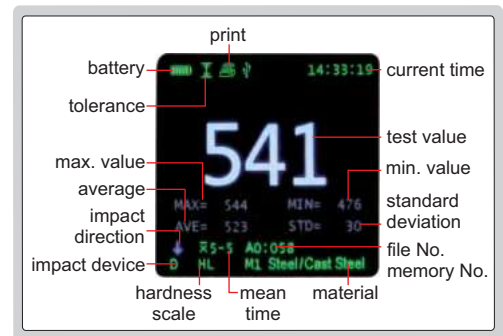 print
battery
14:33:19
current time
tolerance
541
test value
max. value
min. value
MAX= 544 MIN= 476
average
standard
deviation
AVE= 523 STD= 30
impact
direction
x̄5-5 A0:058
file No.
memory No.
impact device
D HL M1 Steel/Cast Steel
hardness
scale
mean
time
material